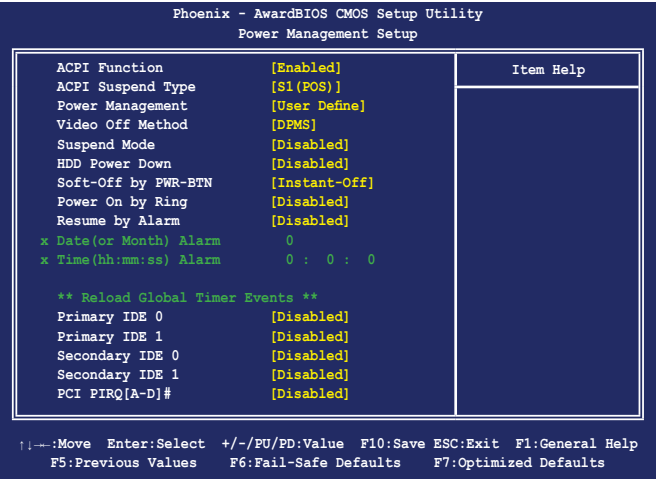 Phoenix - AwardBIOS CMOS Setup Utility
Power Management Setup
ACPI Function [Enabled]
Item Help
ACPI Suspend Type [S1(POS)]
Power Management [User Define]
Video Off Method [DPMS]
Suspend Mode [Disabled]
HDD Power Down [Disabled]
Soft-Off by PWR-BTN [Instant-Off]
Power On by Ring [Disabled]
Resume by Alarm [Disabled]
x Date(or Month) Alarm 0
x Time(hh:mm:ss) Alarm 0 : 0 : 0
** Reload Global Timer Events **
Primary IDE 0 [Disabled]
Primary IDE 1 [Disabled]
Secondary IDE 0 [Disabled]
Secondary IDE 1 [Disabled]
PCI PIRQ[A-D]# [Disabled]
↑↓→←:Move Enter:Select +/-/PU/PD:Value F10:Save ESC:Exit F1:General Help
F5:Previous Values F6:Fail-Safe Defaults F7:Optimized Defaults